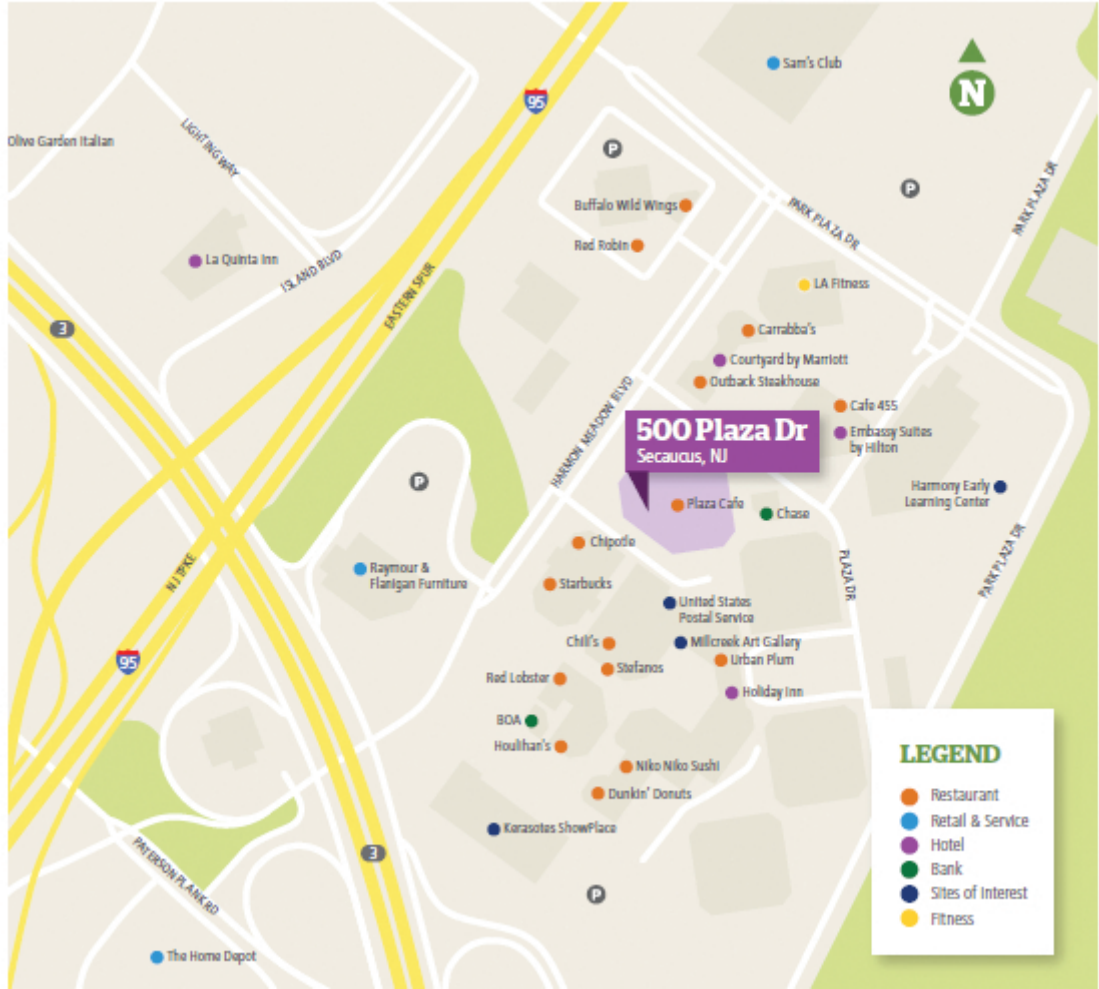 95
Sam's Club
N
Olive Garden Italian
LIGHTING WAY
P
P
PARK PLAZA DR
Buffalo Wild Wings
PARK PLAZA DR
Red Robin
La Quinta Inn
ISLAND BLVD
EASTERN SPUR
LA Fitness
3
Carrabba's
Courtyard by Marriott
Outback Steakhouse
HARMON MEADOW BLVD
Cafe 455
500 Plaza Dr
Secaucus, NJ
Embassy Suites
by Hilton
P
Harmony Early
Learning Center
Plaza Cafe
Chase
Chipotle
PARK PLAZA DR
NJ TPKE
Raymour &
Flanigan Furniture
Starbucks
PLAZA DR
United States
Postal Service
95
Chili's
Millcreek Art Gallery
Urban Plum
Stefanos
Red Lobster
Holiday Inn
BOA
Houlihan's
Niko Niko Sushi
Dunkin' Donuts
Kerasotes ShowPlace
3
PATERSON PLANK RD
P
The Home Depot
LEGEND
Restaurant
Retail & Service
Hotel
Bank
Sites of Interest
Fitness